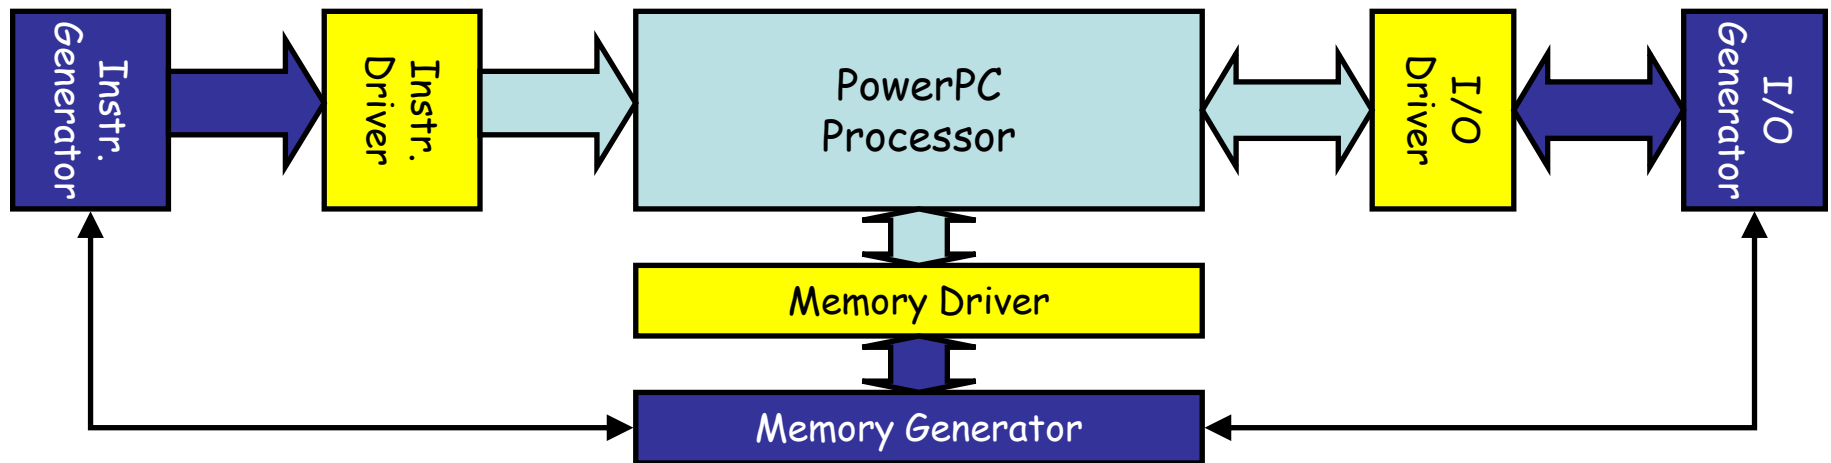 Instr.
Generator
Instr.
Driver
PowerPC
Processor
I/O
Driver
I/O
Generator
Memory Driver
Memory Generator